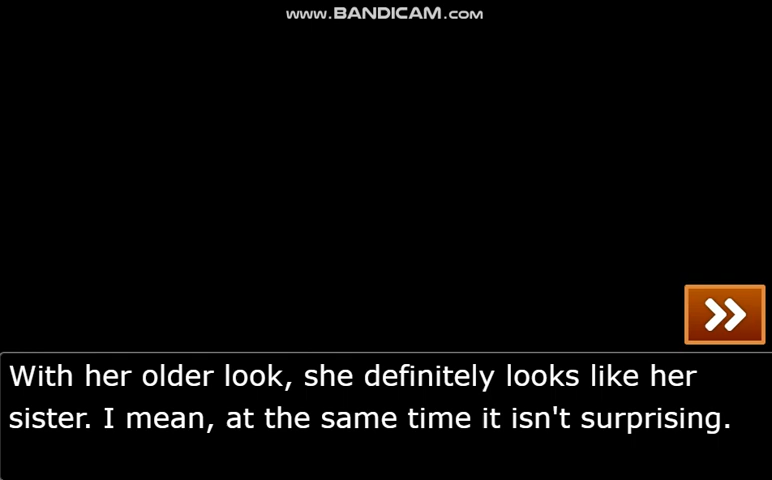 www.BANDICAM.com
With her older look, she definitely looks like her
sister. I mean, at the same time it isn't surprising.